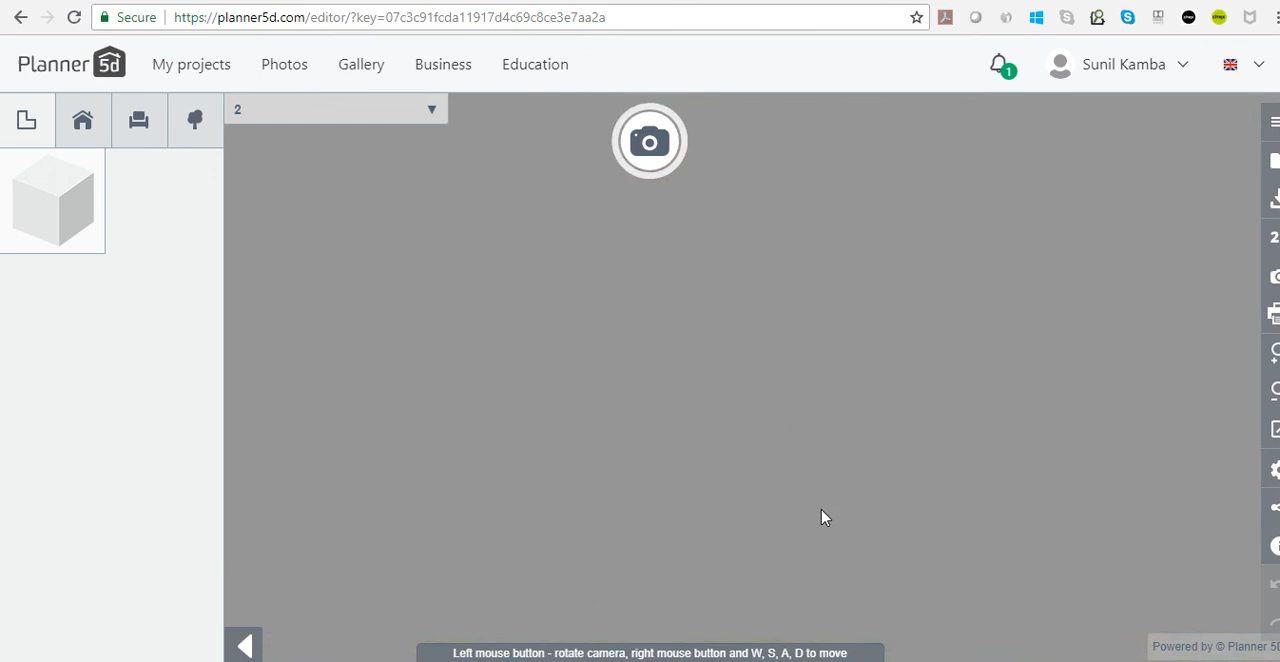 Secure https://planner5d.com/editor/?key=07c3c91fcda11917d4c69c8ce3e7aa2a
Planner 5d My projects Photos Gallery Business Education 1 Sunil Kamba
2
2
Left mouse button - rotate camera, right mouse button and W, S, A, D to move
Powered by © Planner 5